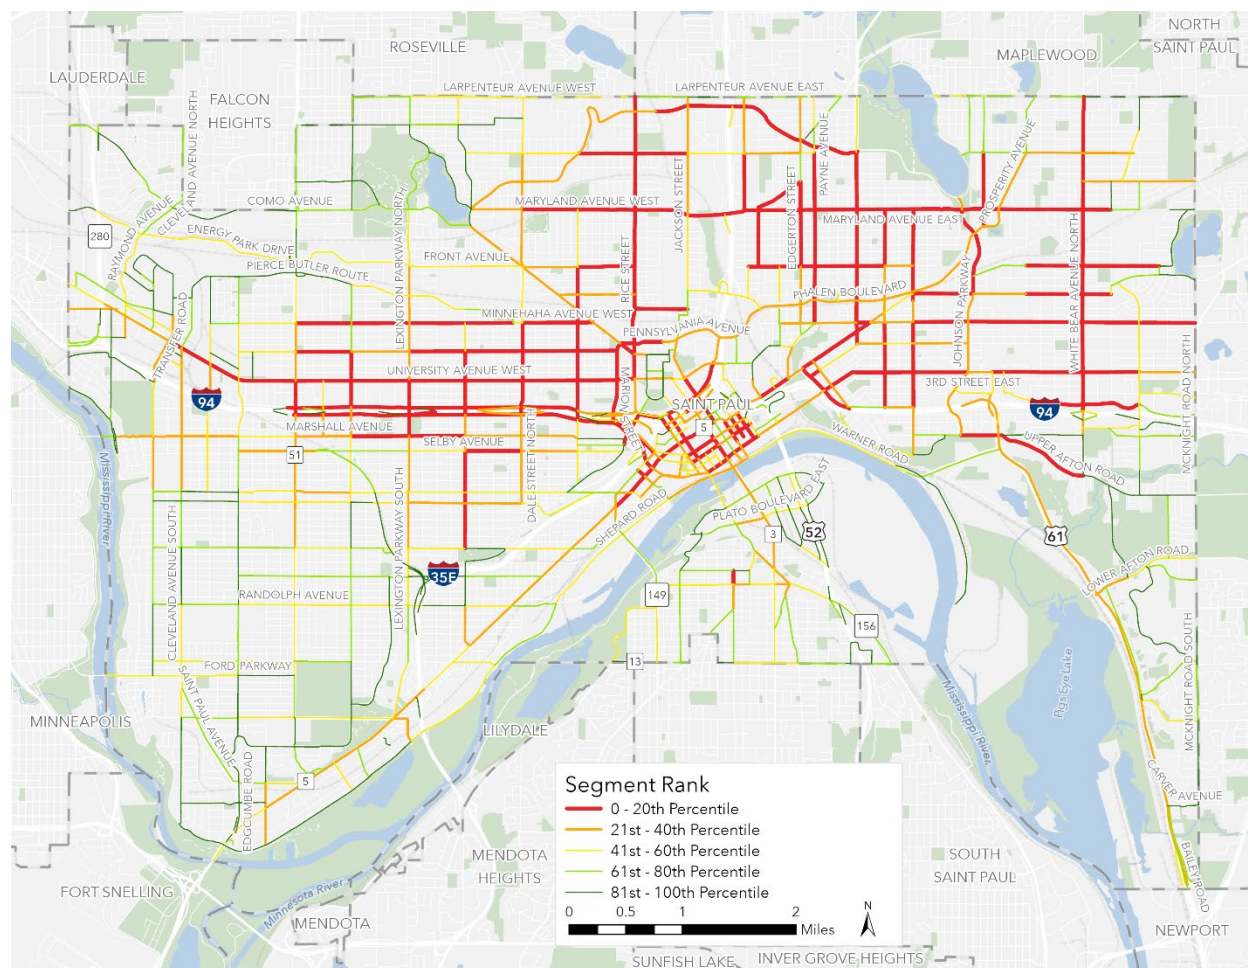 NORTH
SAINT PAUL
ROSEVILLE
MAPLEWOOD
LAUDERDALE
FALCON
HEIGHTS
LARPENTEUR AVENUE WEST
LARPENTEUR AVENUE EAST
CLEVELAND AVENUE NORTH
PAYNE AVENUE
PROSPERITY AVENUE
COMO AVENUE
LEXINGTON PARKWAY NORTH
MARYLAND AVENUE WEST
JACKSON STREET
EDGERTON STREET
MARYLAND AVENUE EAST
RAYMOND AVENUE
CLEVELAND AVENUE
280
ENERGY PARK DRIVE
PIERCE BUTLER ROUTE
FRONT AVENUE
RICE STREET
WHITE BEAR AVENUE NORTH
PHALEN BOULEVARD
JOHNSON PARKWAY
MINNEHAHA AVENUE WEST
PENNSYLVANIA AVENUE
TRANSFER ROAD
UNIVERSITY AVENUE WEST
MARION STREET
3RD STREET EAST
MCKNIGHT ROAD NORTH
94
SAINT PAUL
94
5
MARSHALL AVENUE
SELBY AVENUE
DALE STREET NORTH
WARNER ROAD
UPPER AFTON ROAD
51
Mississippi River
LEXINGTON PARKWAY SOUTH
SHEPARD ROAD
PLATO BOULEVARD EAST
52
3
61
CLEVELAND AVENUE SOUTH
35E
LOWER AFTON ROAD
RANDOLPH AVENUE
149
156
MCKNIGHT ROAD SOUTH
FORD PARKWAY
13
SAINT PAUL AVENUE
Pigs Eye Lake
Mississippi River
MINNEAPOLIS
LILYDALE
EDGCUMBE ROAD
5
CARVER AVENUE
Segment Rank
0 - 20th Percentile
21st - 40th Percentile
41st - 60th Percentile
61st - 80th Percentile
81st - 100th Percentile
0 0.5 1 2
Miles
N
MENDOTA
HEIGHTS
SOUTH
SAINT PAUL
BAILEY ROAD
FORT SNELLING
Minnesota River
MENDOTA
NEWPORT
SUNFISH LAKE
INVER GROVE HEIGHTS